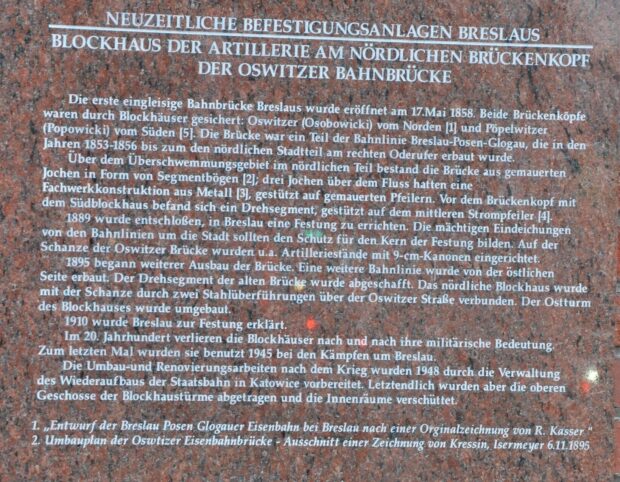 NEUZEITLICHE BEFESTIGUNGSANLAGEN BRESLAUS
BLOCKHAUS DER ARTILLERIE AM NÖRDLICHEN BRÜCKENKOPF
DER OSWITZER BAHNBRÜCKE
Die erste eingleisige Bahnbrücke Breslaus wurde eröffnet am 17.Mai 1858. Beide Brückenköpfe
waren durch Blockhäuser gesichert: Oswitzer (Osobowicki) vom Norden [1] und Pöpelwitzer
(Popowicki) vom Süden [5]. Die Brücke war ein Teil der Bahnlinie Breslau-Posen-Glogau, die in den
Jahren 1853-1856 bis zum den nördlichen Stadtteil am rechten Oderufer erbaut wurde.
Über dem Überschwemmungsgebiet im nördlichen Teil bestand die Brücke aus gemauerten
Jochen in Form von Segmentbögen [2]; drei Jochen über dem Fluss hatten eine
Fachwerkkonstruktion aus Metall [3], gestützt auf gemauerten Pfeilern. Vor dem Brückenkopf mit
dem Südblockhaus befand sich ein Drehsegment, gestützt auf dem mittleren Strompfeiler [4].
1889 wurde entschloßen, in Breslau eine Festung zu errichten. Die mächtigen Eindeichungen
von den Bahnlinien um die Stadt sollten den Schutz für den Kern der Festung bilden. Auf der
Schanze der Oswitzer Brücke wurden u.a. Artilleriestände mit 9-cm-Kanonen eingerichtet.
1895 begann weiterer Ausbau der Brücke. Eine weitere Bahnlinie wurde von der östlichen
Seite erbaut. Der Drehsegment der alten Brücke wurde abgeschafft. Das nördliche Blockhaus wurde
mit der Schanze durch zwei Stahlüberführungen über der Oswitzer Straße verbunden. Der Ostturm
des Blockhauses wurde umgebaut.
1910 wurde Breslau zur Festung erklärt.
Im 20. Jahrhundert verlieren die Blockhäuser nach und nach ihre militärische Bedeutung.
Zum letzten Mal wurden sie benutzt 1945 bei den Kämpfen um Breslau.
Die Umbau-und Renovierungsarbeiten nach dem Krieg wurden 1948 durch die Verwaltung
des Wiederaufbaus der Staatsbahn in Katowice vorbereitet. Letztendlich wurden aber die oberen
Geschosse der Blockhaustürme abgetragen und die Innenräume verschüttet.
1. „Entwurf der Breslau Posen Glogauer Eisenbahn bei Breslau nach einer Orginalzeichnung von R. Kasser "
2. Umbauplan der Oswtizer Eisenbahnbrücke - Ausschnitt einer Zeichnung von Kressin, Isermeyer 6.11.1895